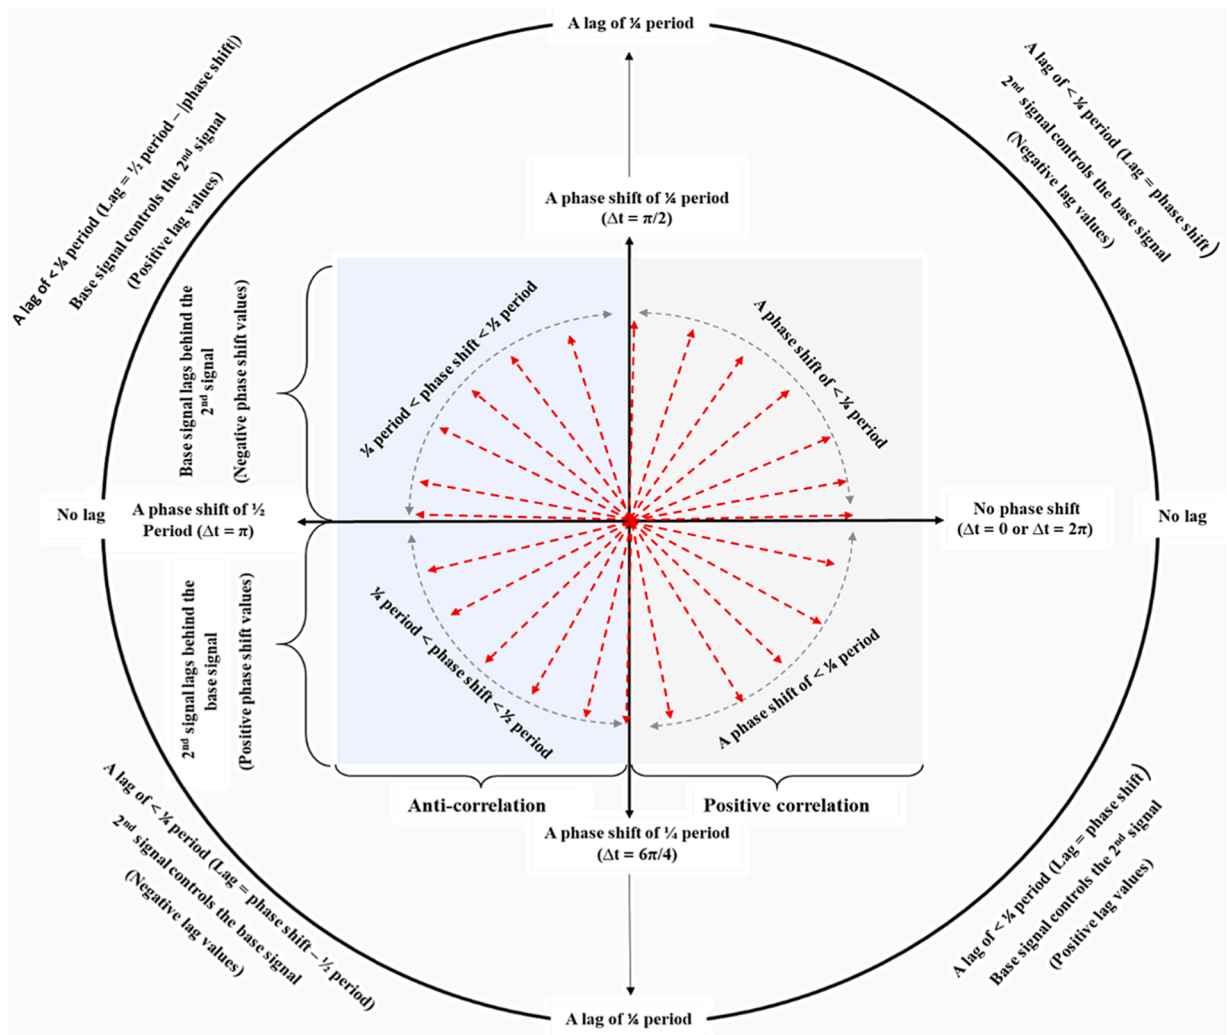 A lag of ¼ period
A lag of < ¼ period (Lag = ½ period – |phase shift|)
Base signal controls the 2nd signal
(Positive lag values)
A lag of < ¼ period (Lag = phase shift)
2nd signal controls the base signal
(Negative lag values)
A phase shift of ¼ period
(Δt = π/2)
Base signal lags behind the
2nd signal
(Negative phase shift values)
¼ period < phase shift < ½ period
A phase shift of < ¼ period
No lag
A phase shift of ½
Period (Δt = π)
No phase shift
(Δt = 0 or Δt = 2π)
No lag
2nd signal lags behind the
base signal
(Positive phase shift values)
¼ period < phase shift < ½ period
A phase shift of < ¼ period
Anti-correlation
Positive correlation
A phase shift of ¼ period
(Δt = 6π/4)
A lag of < ¼ period (Lag = phase shift – ½ period)
2nd signal controls the base signal
(Negative lag values)
A lag of < ¼ period (Lag = phase shift)
Base signal controls the 2nd signal
(Positive lag values)
A lag of ¼ period